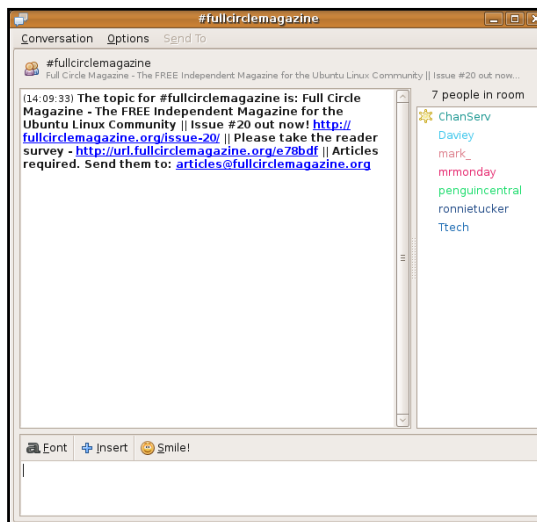 #fullcirclemagazine
Conversation Options Send To
#fullcirclemagazine
Full Circle Magazine - The FREE Independent Magazine for the Ubuntu Linux Community || Issue #20 out now...
(14:09:33) The topic for #fullcirclemagazine is: Full Circle
Magazine - The FREE Independent Magazine for the
Ubuntu Linux Community || Issue #20 out now! http://
fullcirclemagazine.org/issue-20/ || Please take the reader
survey - http://url.fullcirclemagazine.org/e78bdf || Articles
required. Send them to: articles@fullcirclemagazine.org
7 people in room
ChanServ
Daviey
mark_
mrmonday
penguincentral
ronnietucker
Ttech
Font Insert Smile!